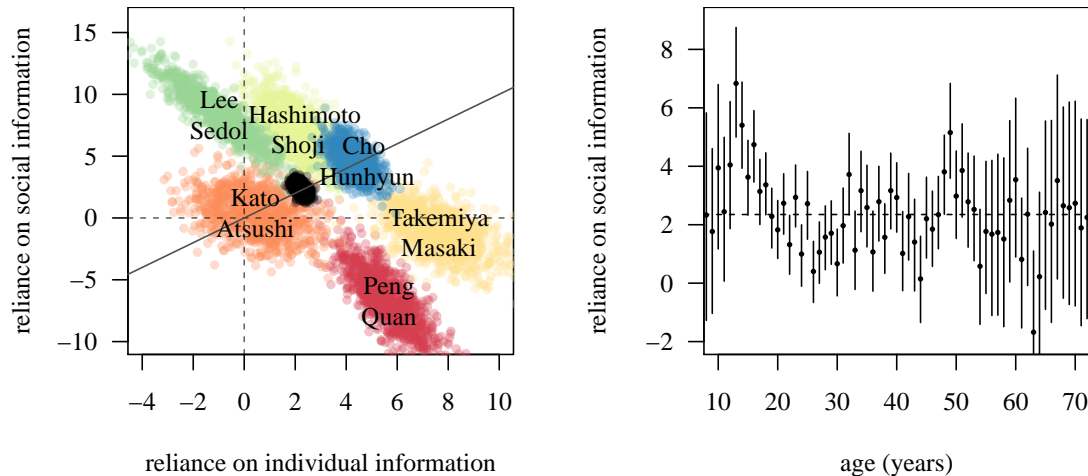 15
10
5
0
−5
−10
reliance on social information
Lee
Sedol
Hashimoto
Shoji
Cho
Hunhyun
Kato
Atsushi
Takemiya
Masaki
Peng
Quan
−4 −2 0 2 4 6 8 10
reliance on individual information
8
6
4
2
0
−2
reliance on social information
10 20 30 40 50 60 70
age (years)